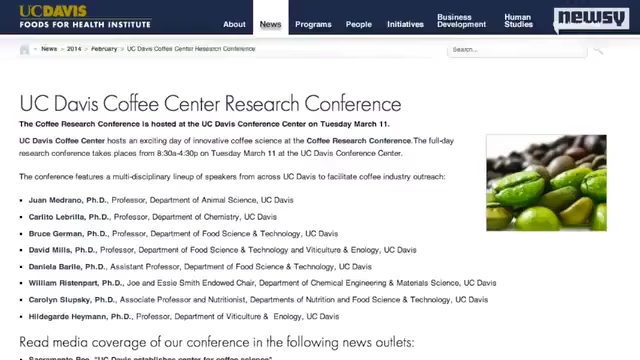 UCDAVIS
FOODS FOR HEALTH INSTITUTE
About
News
Programs
People
Initiatives
Business Development
Human Studies
newsy
> News > 2014 > February > UC Davis Coffee Center Research Conference
Search...
UC Davis Coffee Center Research Conference
The Coffee Research Conference is hosted at the UC Davis Conference Center on Tuesday March 11.
UC Davis Coffee Center hosts an exciting day of innovative coffee science at the Coffee Research Conference.The full-day
research conference takes places from 8:30a-4:30p on Tuesday March 11 at the UC Davis Conference Center.
The conference features a multi-disciplinary lineup of speakers from across UC Davis to facilitate coffee industry outreach:
• Juan Medrano, Ph.D., Professor, Department of Animal Science, UC Davis
• Carlito Lebrilla, Ph.D., Professor, Department of Chemistry, UC Davis
• Bruce German, Ph.D., Professor, Department of Food Science & Technology, UC Davis
• David Mills, Ph.D., Professor, Department of Food Science & Technology and Viticulture & Enology, UC Davis
• Daniela Barile, Ph.D., Assistant Professor, Department of Food Science & Technology, UC Davis
• William Ristenpart, Ph.D., Joe and Essie Smith Endowed Chair, Department of Chemical Engineering & Materials Science, UC Davis
• Carolyn Slupsky, Ph.D., Associate Professor and Nutritionist, Departments of Nutrition and Food Science & Technology, UC Davis
• Hildegarde Heymann, Ph.D., Professor, Department of Viticulture & Enology, UC Davis
Read media coverage of our conference in the following news outlets:
• Sacramento Bee, "UC Davis establishes center for coffee science"